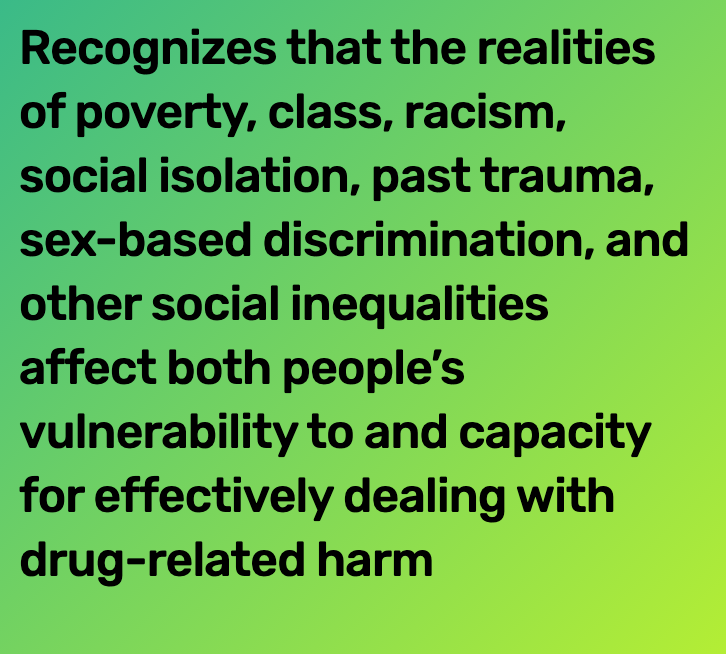 Recognizes that the realities
of poverty, class, racism,
social isolation, past trauma,
sex-based discrimination, and
other social inequalities
affect both people’s
vulnerability to and capacity
for effectively dealing with
drug-related harm